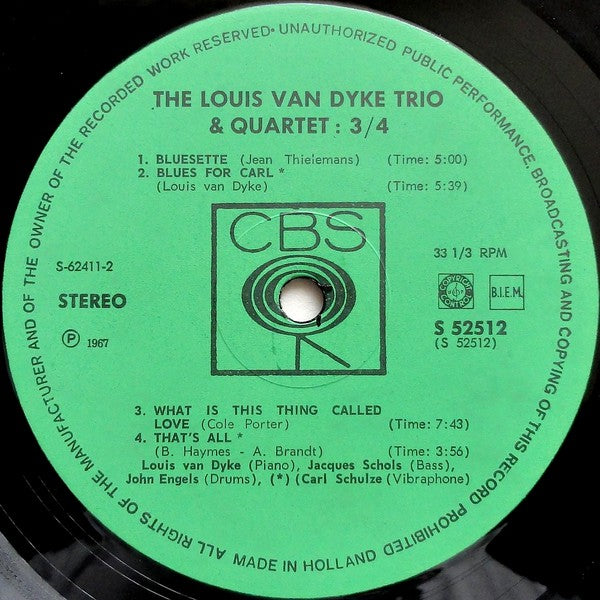 ALL RIGHTS OF THE MANUFACTURER AND OF THE OWNER OF THE RECORDED WORK RESERVED• UNAUTHORIZED PUBLIC PERFORMANCE, BROADCASTING AND COPYING OF THIS RECORD PROHIBITED
THE LOUIS VAN DYKE TRIO
& QUARTET : 3/4
1. BLUESETTE (Jean Thielemans) (Time: 5:00)
2. BLUES FOR CARL *
(Louis van Dyke) (Time: 5:39)
CBS
S-62411-2
33 1/3 RPM
STEREO
COPYRIGHT
CONTROL
B.I.E.M.
S 52512
(S 52512)
P 1967
3. WHAT IS THIS THING CALLED
LOVE (Cole Porter) (Time: 7:43)
4. THAT'S ALL *
(B. Haymes - A. Brandt) (Time: 3:56)
Louis van Dyke (Piano), Jacques Schols (Bass),
John Engels (Drums), (*) (Carl Schulze (Vibraphone)
MADE IN HOLLAND